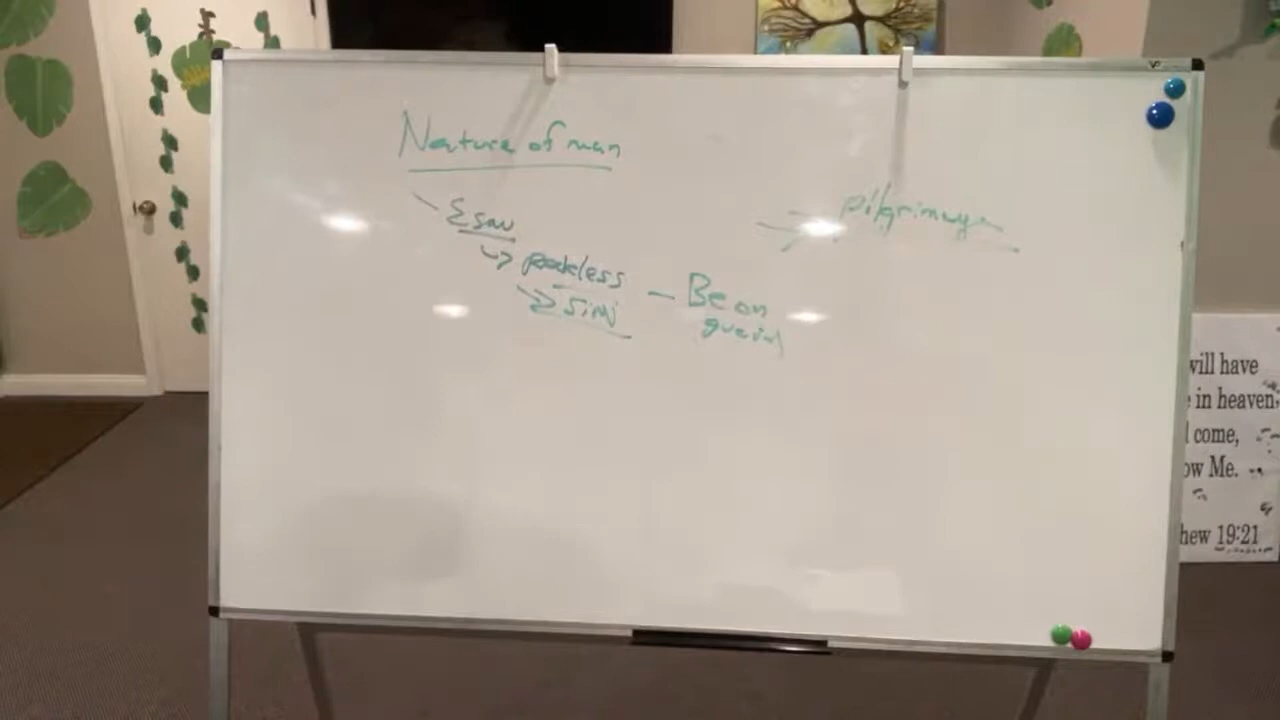 Nature of man
Esau
→ reckless
→ Sin
– Be on
guard
→ pilgrimage
will have
in heaven.
come,
ow Me.
hew 19:21